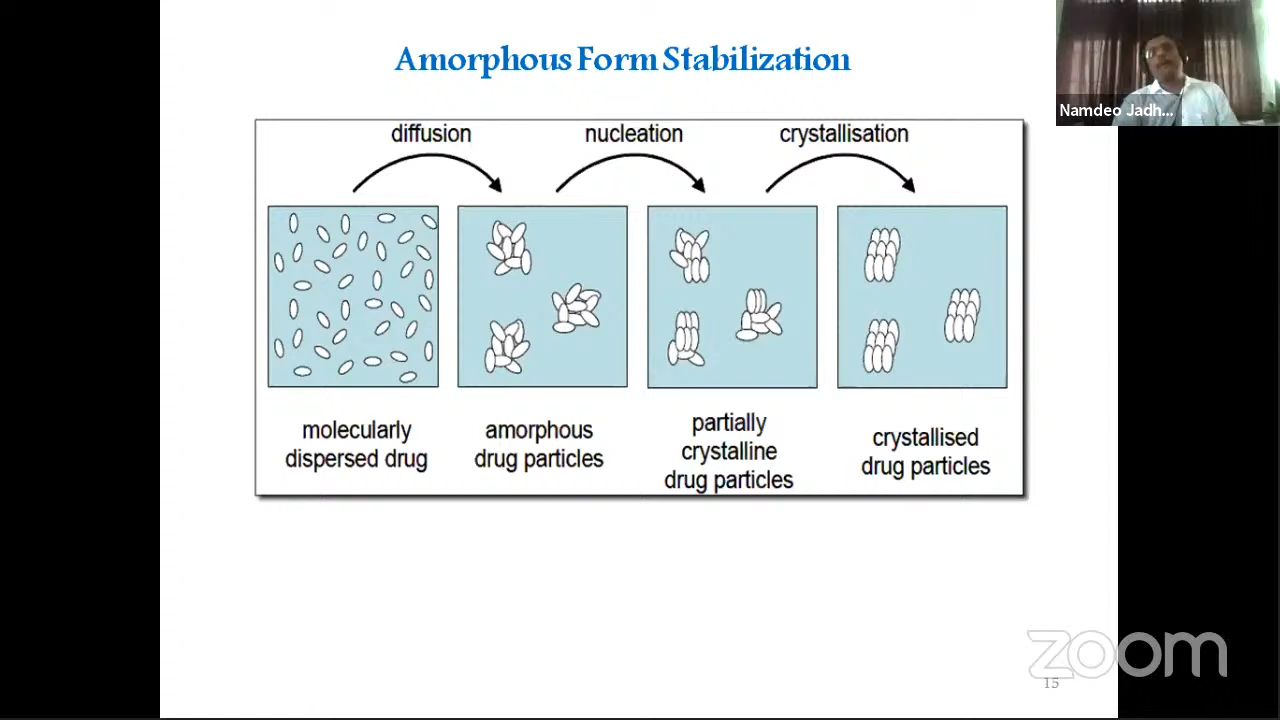 Amorphous Form Stabilization
Namdeo Jadh...
diffusion
nucleation
crystallisation
molecularly
dispersed drug
amorphous
drug particles
partially
crystalline
drug particles
crystallised
drug particles
zoom
15